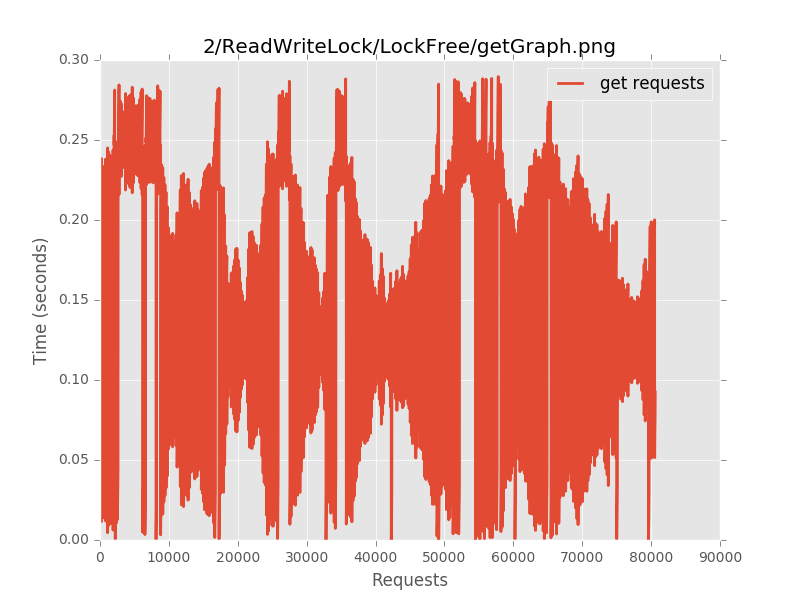 2/ReadWriteLock/LockFree/getGraph.png
get requests
0.30
0.25
0.20
0.15
0.10
0.05
0.00
Time (seconds)
0 10000 20000 30000 40000 50000 60000 70000 80000 90000
Requests